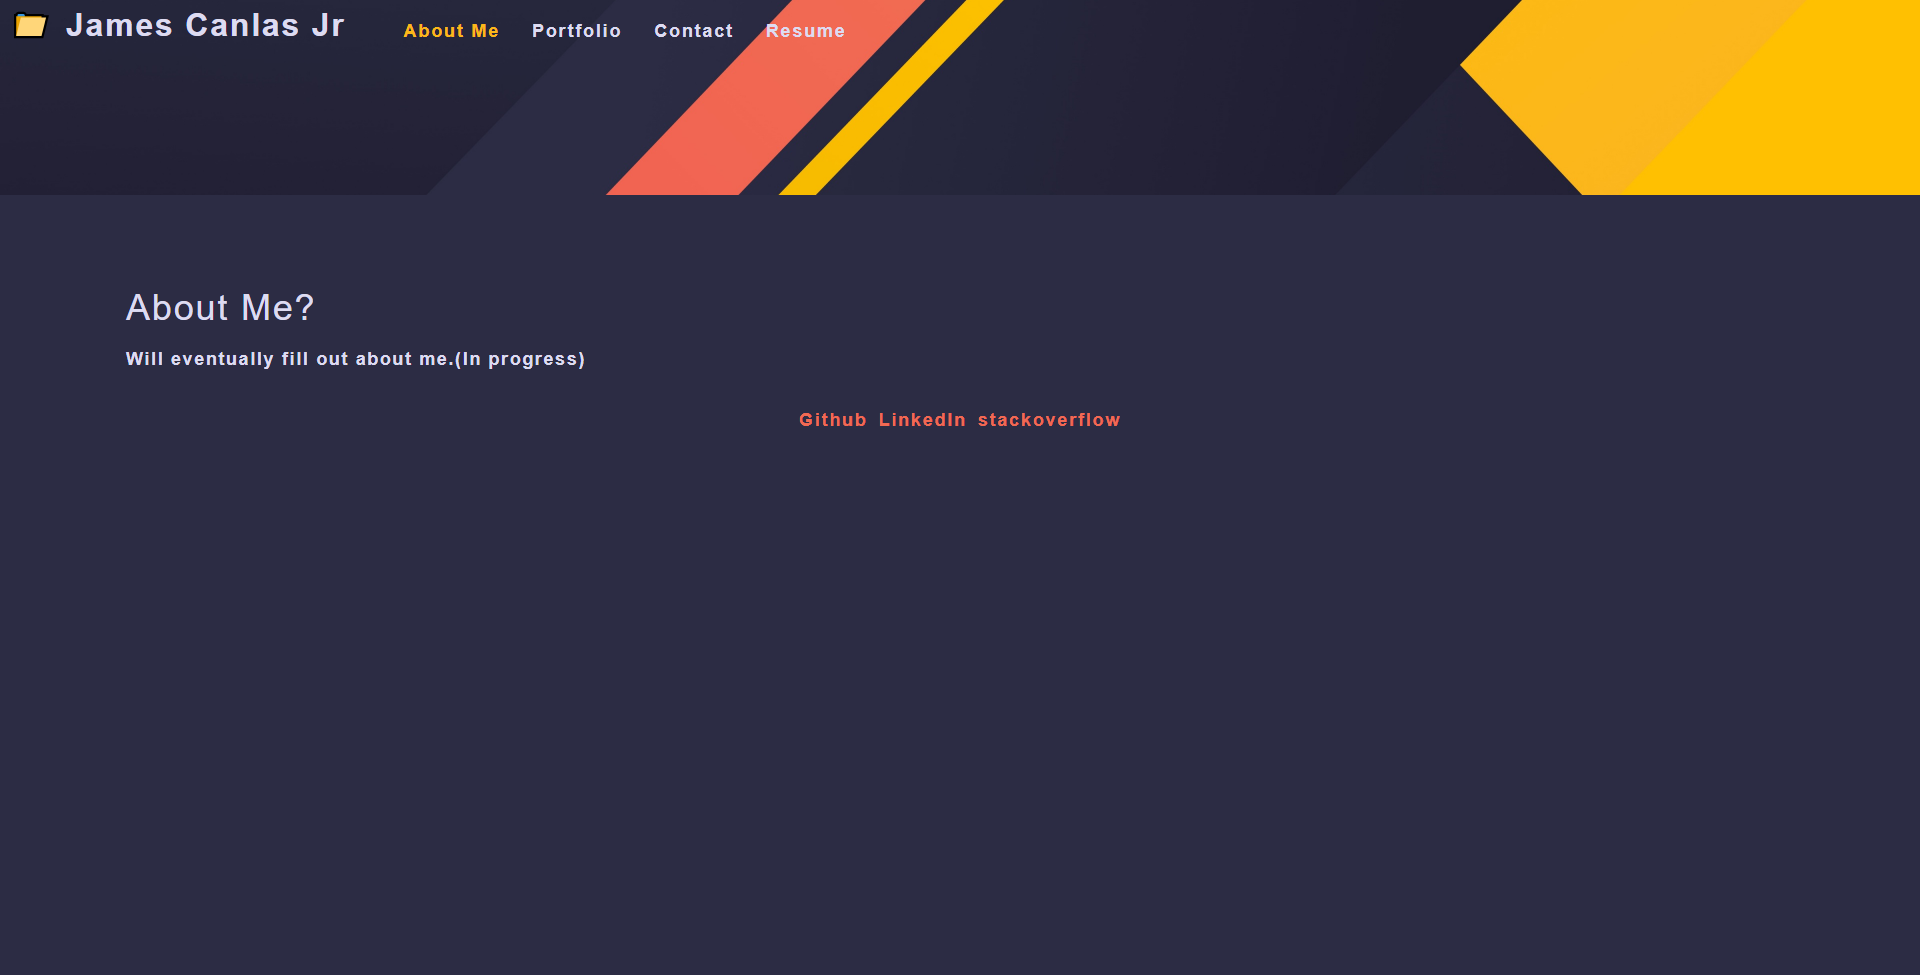 James Canlas Jr
About Me Portfolio Contact Resume
About Me?
Will eventually fill out about me.(In progress)
Github LinkedIn stackoverflow